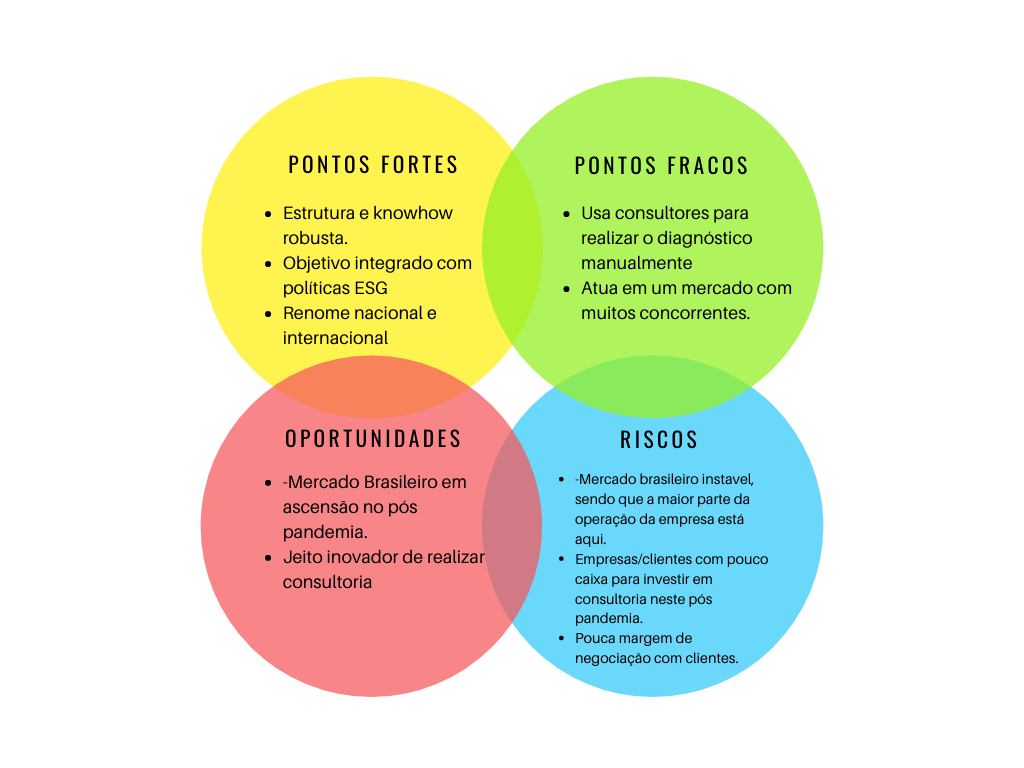 PONTOS FORTES
• Estrutura e knowhow
robusta.
• Objetivo integrado com
políticas ESG
• Renome nacional e
internacional
PONTOS FRACOS
• Usa consultores para
realizar o diagnóstico
manualmente
• Atua em um mercado com
muitos concorrentes.
OPORTUNIDADES
• -Mercado Brasileiro em
ascensão no pós
pandemia.
• Jeito inovador de realizar
consultoria
RISCOS
• -Mercado brasileiro instavel,
sendo que a maior parte da
operação da empresa está
aqui.
• Empresas/clientes com pouco
caixa para investir em
consultoria neste pós
pandemia.
• Pouca margem de
negociação com clientes.